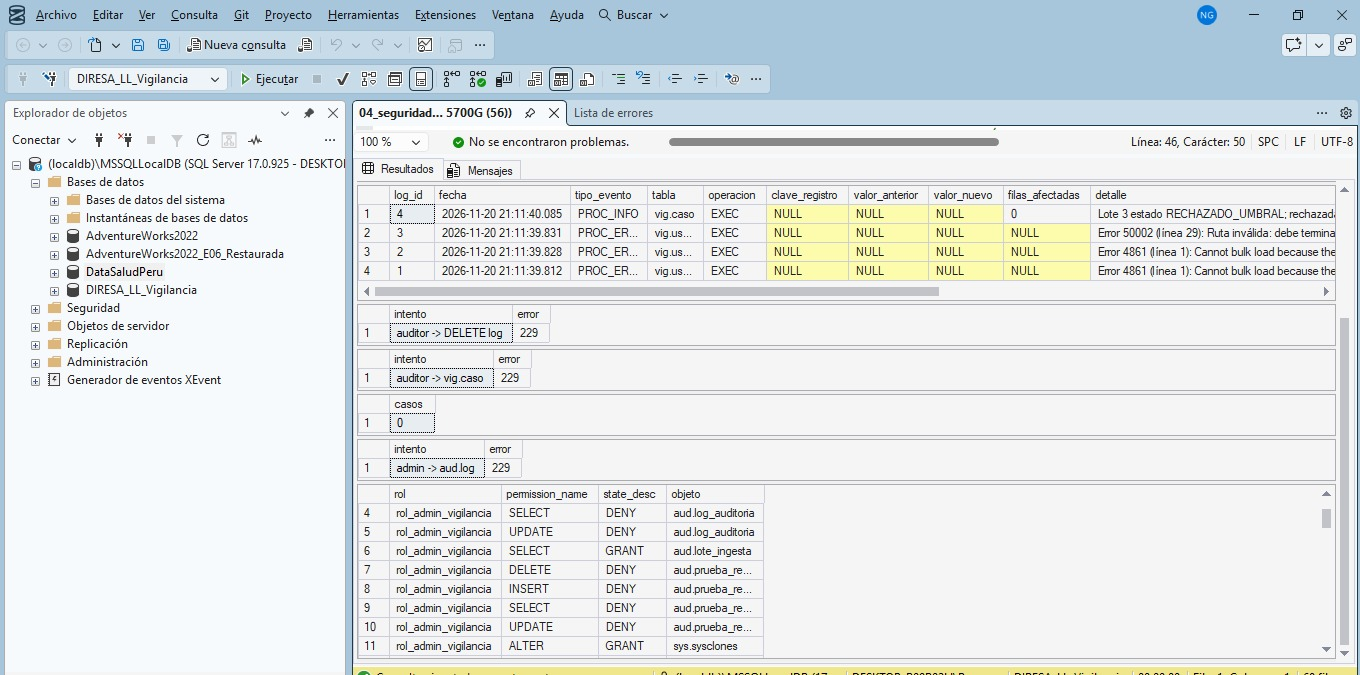 Archivo Editar Ver Consulta Git Proyecto Herramientas Extensiones Ventana Ayuda Buscar NG
Nueva consulta
DIRESA_LL_Vigilancia Ejecutar
Explorador de objetos
Conectar
(localdb)\MSSQLLocalDB (SQL Server 17.0.925 - DESKTOP
Bases de datos
Bases de datos del sistema
Instantáneas de bases de datos
AdventureWorks2022
AdventureWorks2022_E06_Restaurada
DataSaludPeru
DIRESA_LL_Vigilancia
Seguridad
Objetos de servidor
Replicación
Administración
Generador de eventos XEvent
04_seguridad... 5700G (56)) Lista de errores
100 % No se encontraron problemas. Línea: 46, Carácter: 50 SPC LF UTF-8
Resultados Mensajes
log_id fecha tipo_evento tabla operacion clave_registro valor_anterior valor_nuevo filas_afectadas detalle
1 4 2026-11-20 21:11:40.085 PROC_INFO vig.caso EXEC NULL NULL NULL 0 Lote 3 estado RECHAZADO_UMBRAL; rechazada
2 3 2026-11-20 21:11:39.831 PROC_ER... vig.us... EXEC NULL NULL NULL NULL Error 50002 (línea 29): Ruta inválida: debe termina
3 2 2026-11-20 21:11:39.828 PROC_ER... vig.us... EXEC NULL NULL NULL NULL Error 4861 (línea 1): Cannot bulk load because the
4 1 2026-11-20 21:11:39.812 PROC_ER... vig.us... EXEC NULL NULL NULL NULL Error 4861 (línea 1): Cannot bulk load because the
intento error
1 auditor -> DELETE log 229
intento error
1 auditor -> vig.caso 229
casos
1 0
intento error
1 admin -> aud.log 229
rol permission_name state_desc objeto
4 rol_admin_vigilancia SELECT DENY aud.log_auditoria
5 rol_admin_vigilancia UPDATE DENY aud.log_auditoria
6 rol_admin_vigilancia SELECT GRANT aud.lote_ingesta
7 rol_admin_vigilancia DELETE DENY aud.prueba_re...
8 rol_admin_vigilancia INSERT DENY aud.prueba_re...
9 rol_admin_vigilancia SELECT DENY aud.prueba_re...
10 rol_admin_vigilancia UPDATE DENY aud.prueba_re...
11 rol_admin_vigilancia ALTER GRANT sys.sysclones